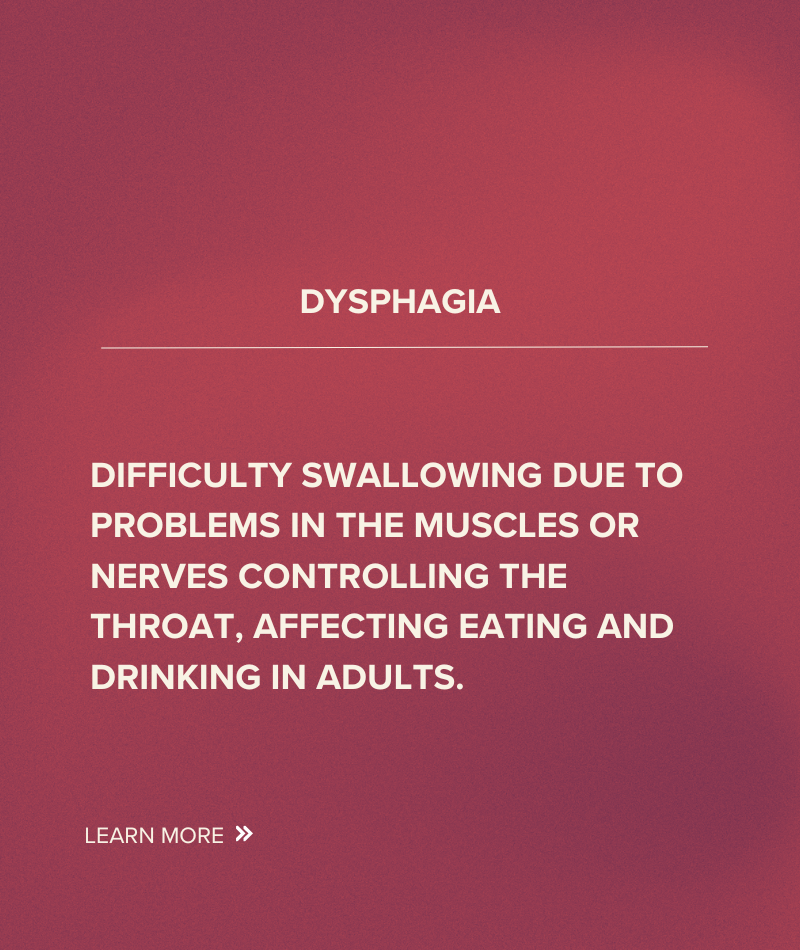 DYSPHAGIA
DIFFICULTY SWALLOWING DUE TO
PROBLEMS IN THE MUSCLES OR
NERVES CONTROLLING THE
THROAT, AFFECTING EATING AND
DRINKING IN ADULTS.
LEARN MORE »